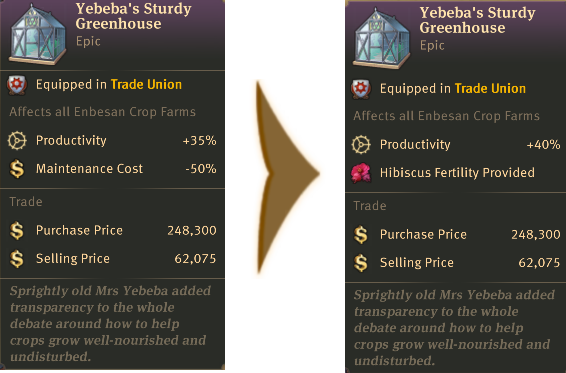 Yebeba's Sturdy
Greenhouse
Epic
Equipped in Trade Union
Affects all Enbesan Crop Farms
Productivity +35%
Maintenance Cost -50%
Trade
Purchase Price 248,300
Selling Price 62,075
Sprightly old Mrs Yebeba added
transparency to the whole
debate around how to help
crops grow well-nourished and
undisturbed.
Yebeba's Sturdy
Greenhouse
Epic
Equipped in Trade Union
Affects all Enbesan Crop Farms
Productivity +40%
Hibiscus Fertility Provided
Trade
Purchase Price 248,300
Selling Price 62,075
Sprightly old Mrs Yebeba added
transparency to the whole
debate around how to help
crops grow well-nourished and
undisturbed.